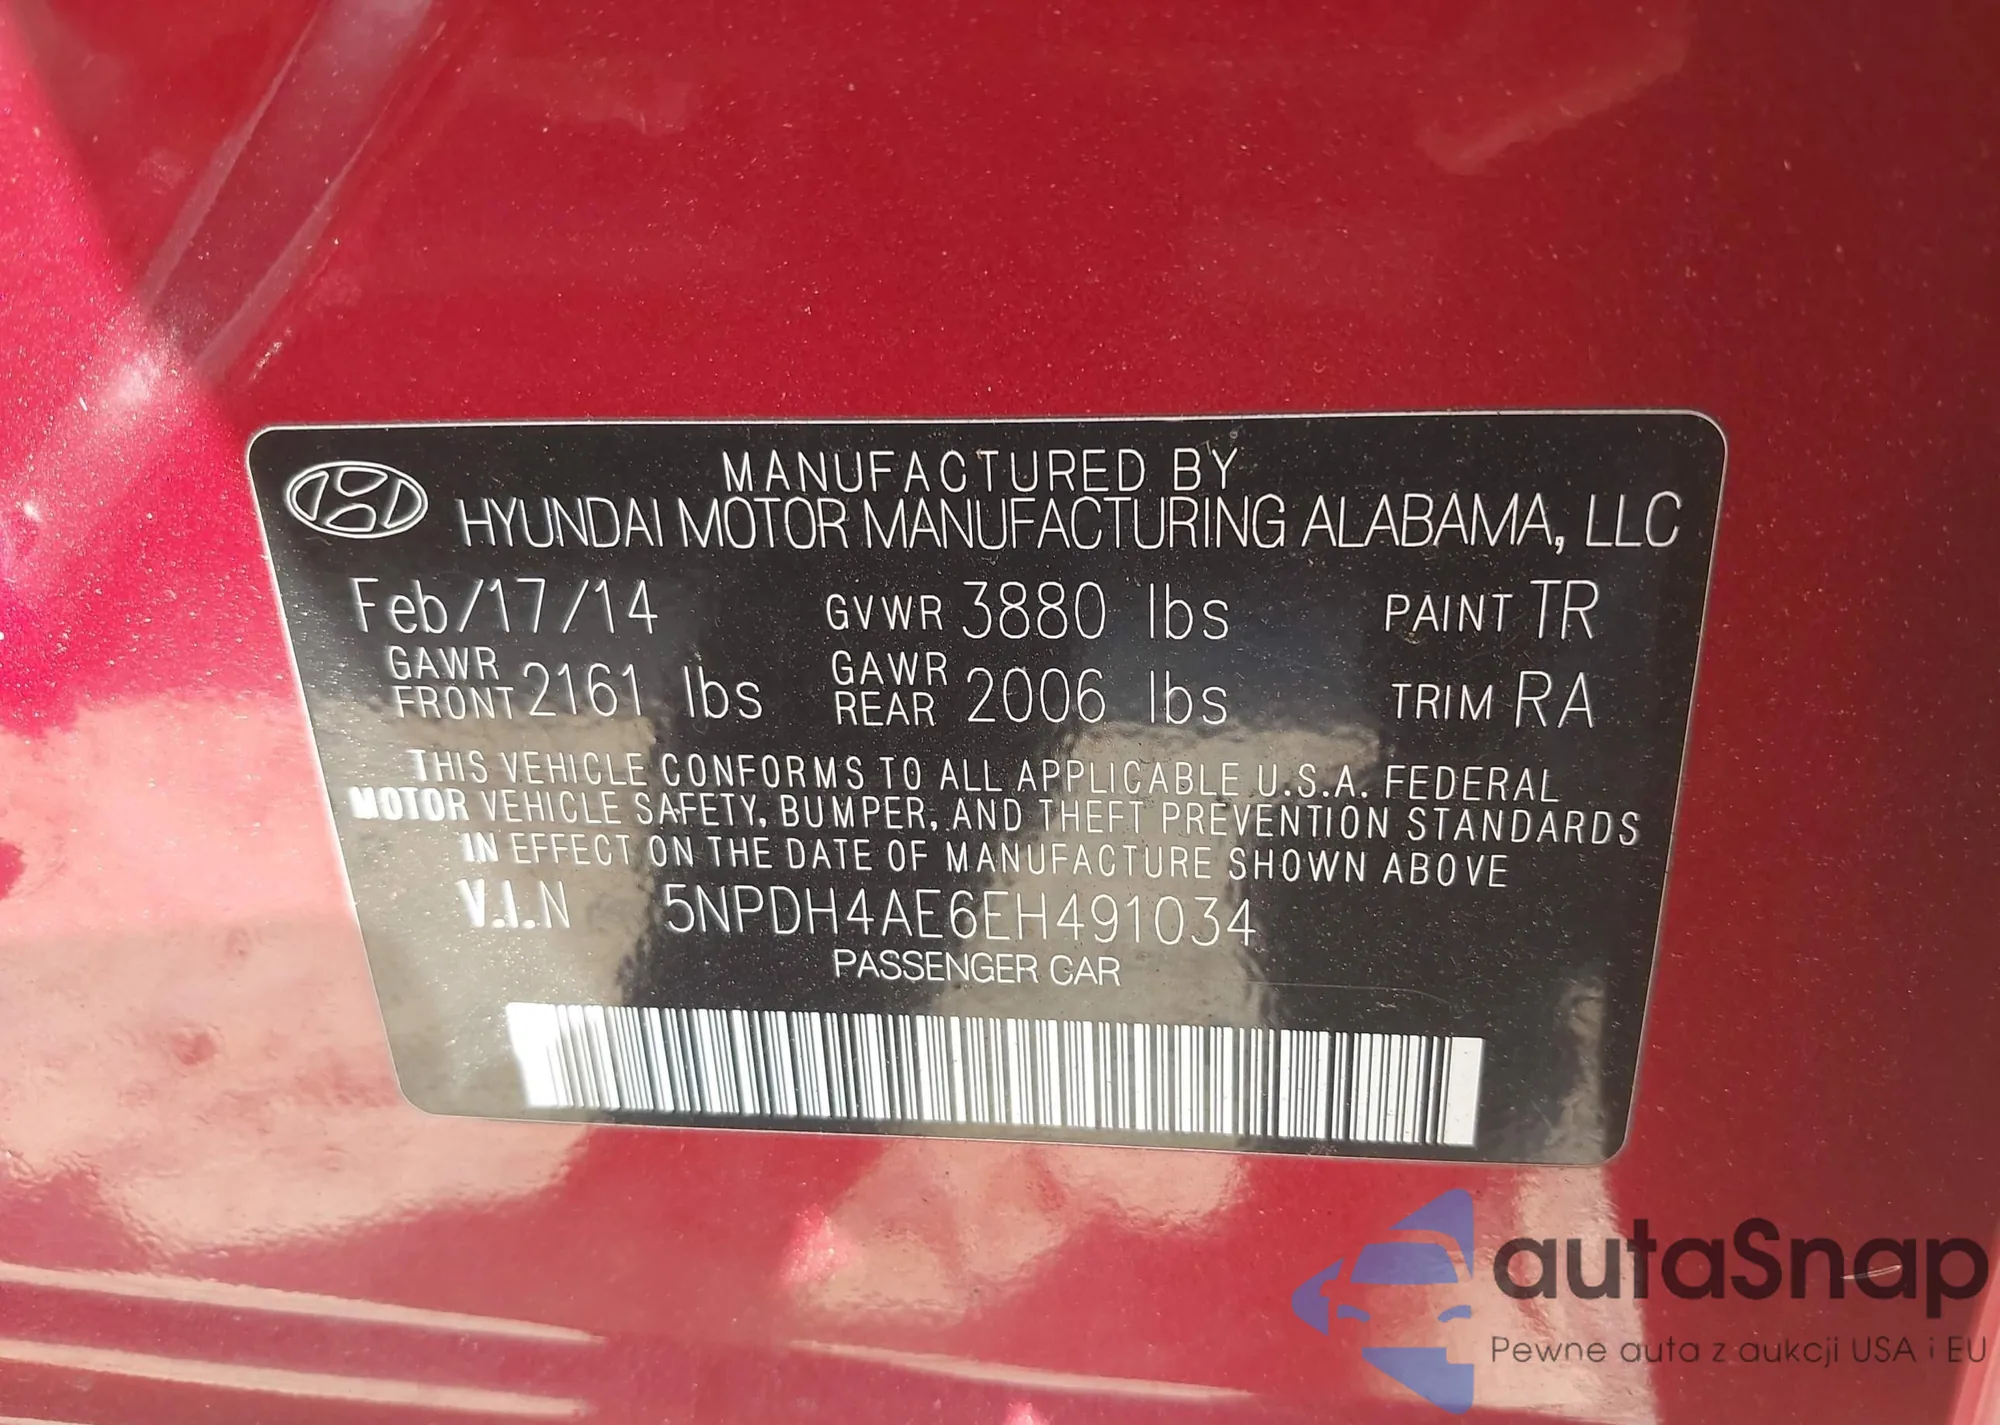 MANUFACTURED BY
HYUNDAI MOTOR MANUFACTURING ALABAMA, LLC
Feb/17/14 GVWR 3880 lbs PAINT TR
GAWR FRONT 2161 lbs GAWR REAR 2006 lbs TRIM RA
THIS VEHICLE CONFORMS TO ALL APPLICABLE U.S.A. FEDERAL
MOTOR VEHICLE SAFETY, BUMPER, AND THEFT PREVENTION STANDARDS
IN EFFECT ON THE DATE OF MANUFACTURE SHOWN ABOVE
V.I.N 5NPDH4AE6EH491034
PASSENGER CAR
autaSnap
Pewne auta z aukcji USA i EU